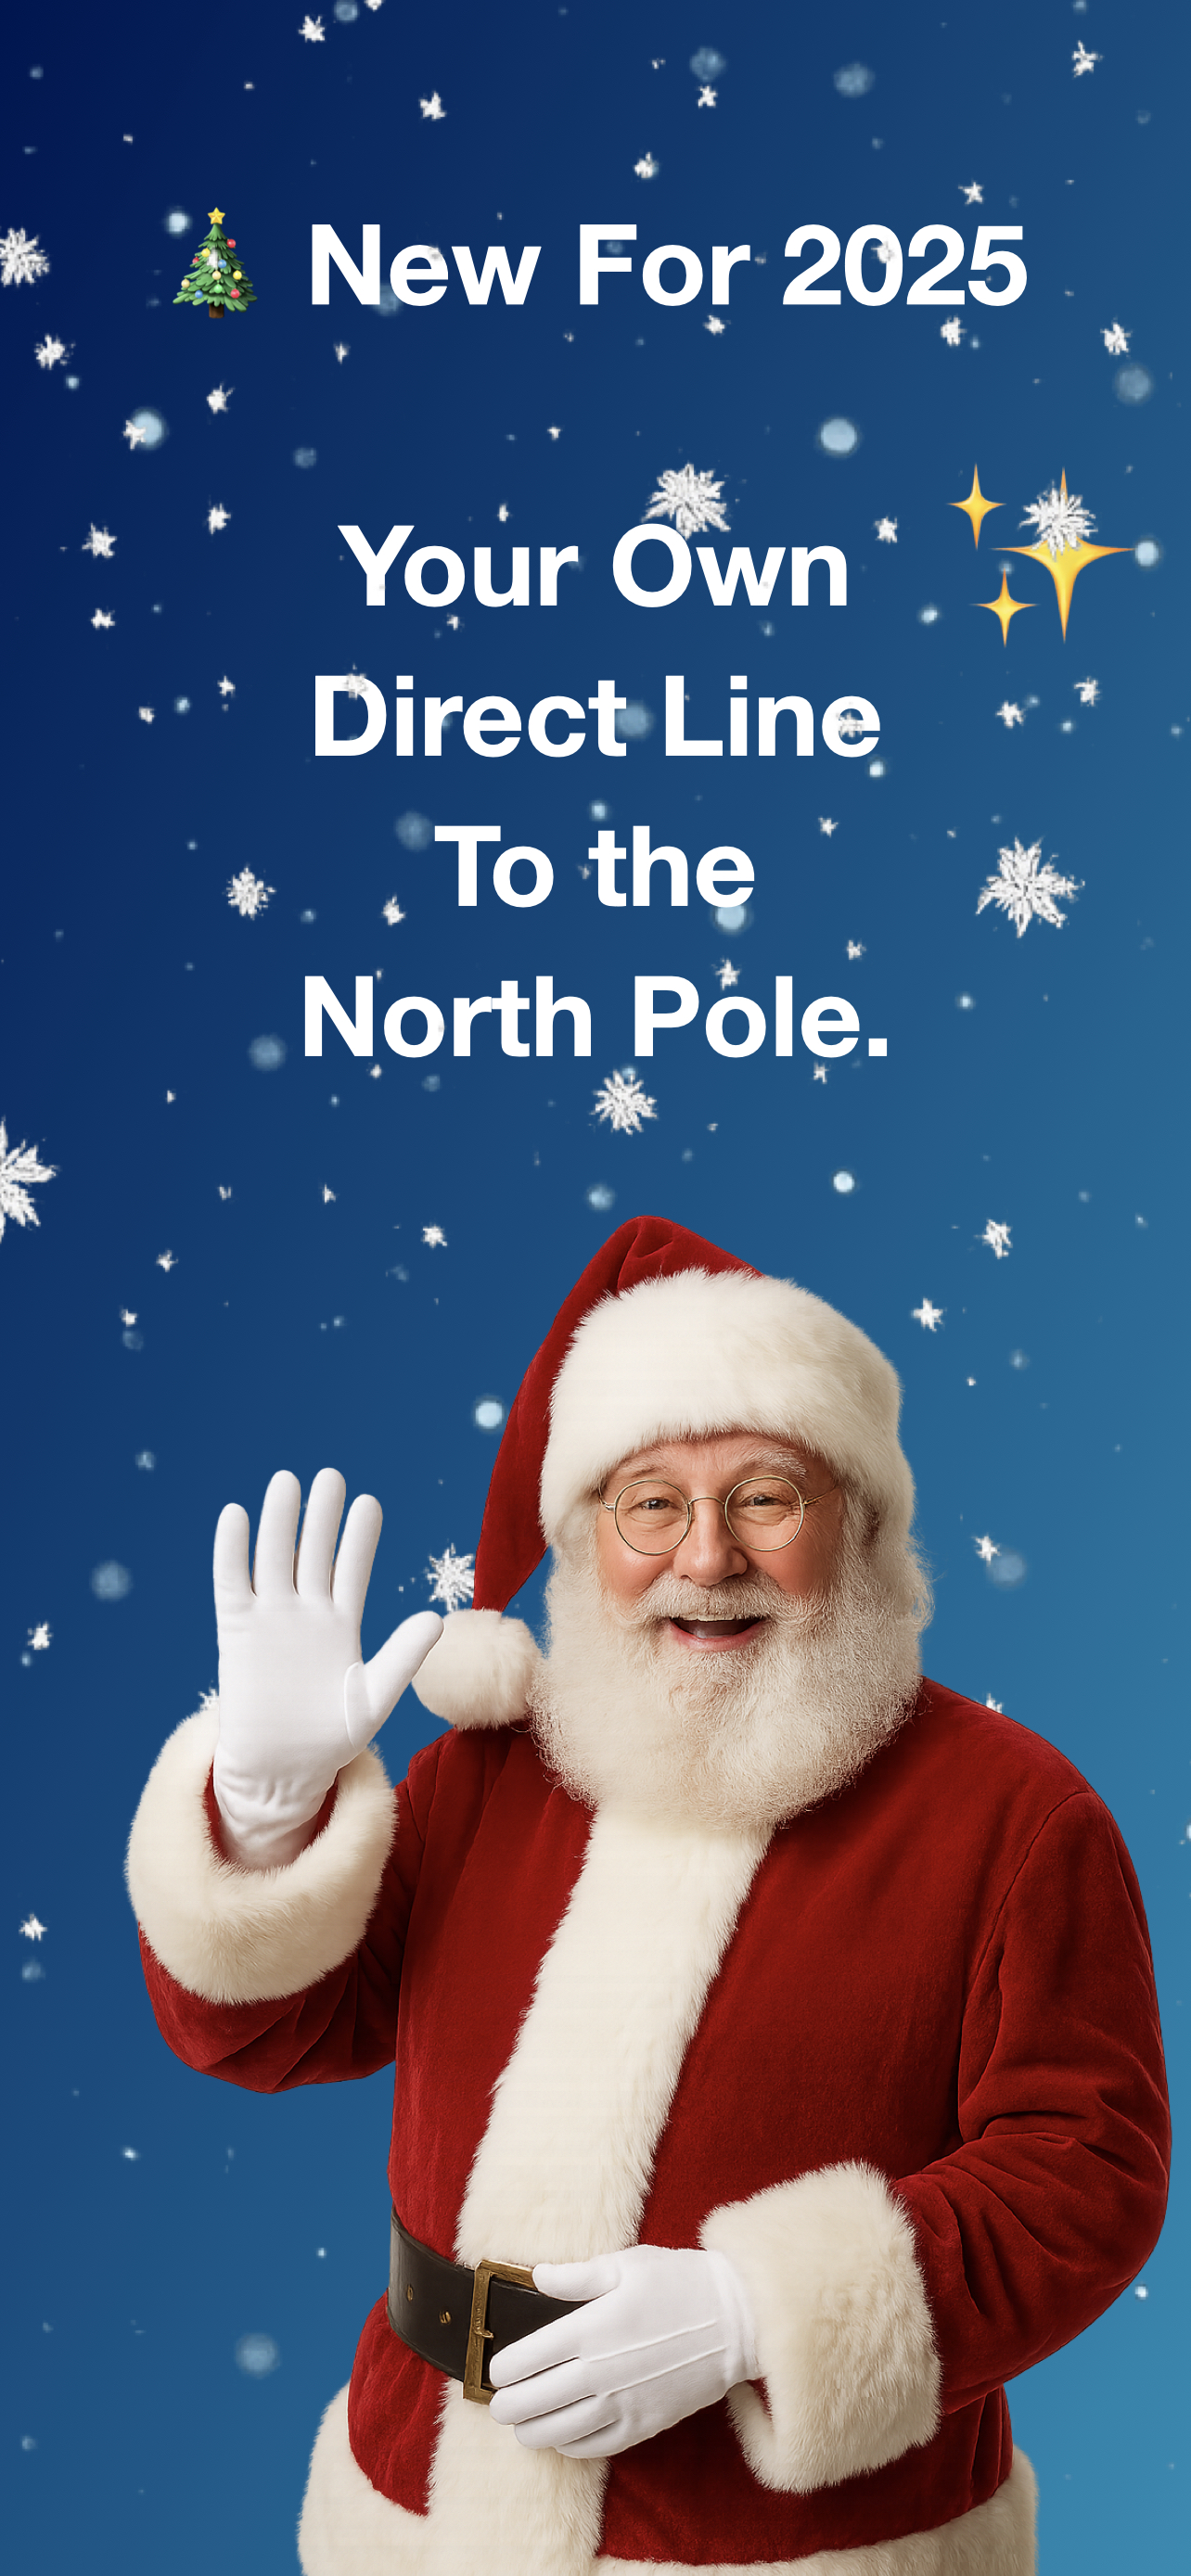 🎄 New For 2025
Your Own ✨
Direct Line
To the
North Pole.